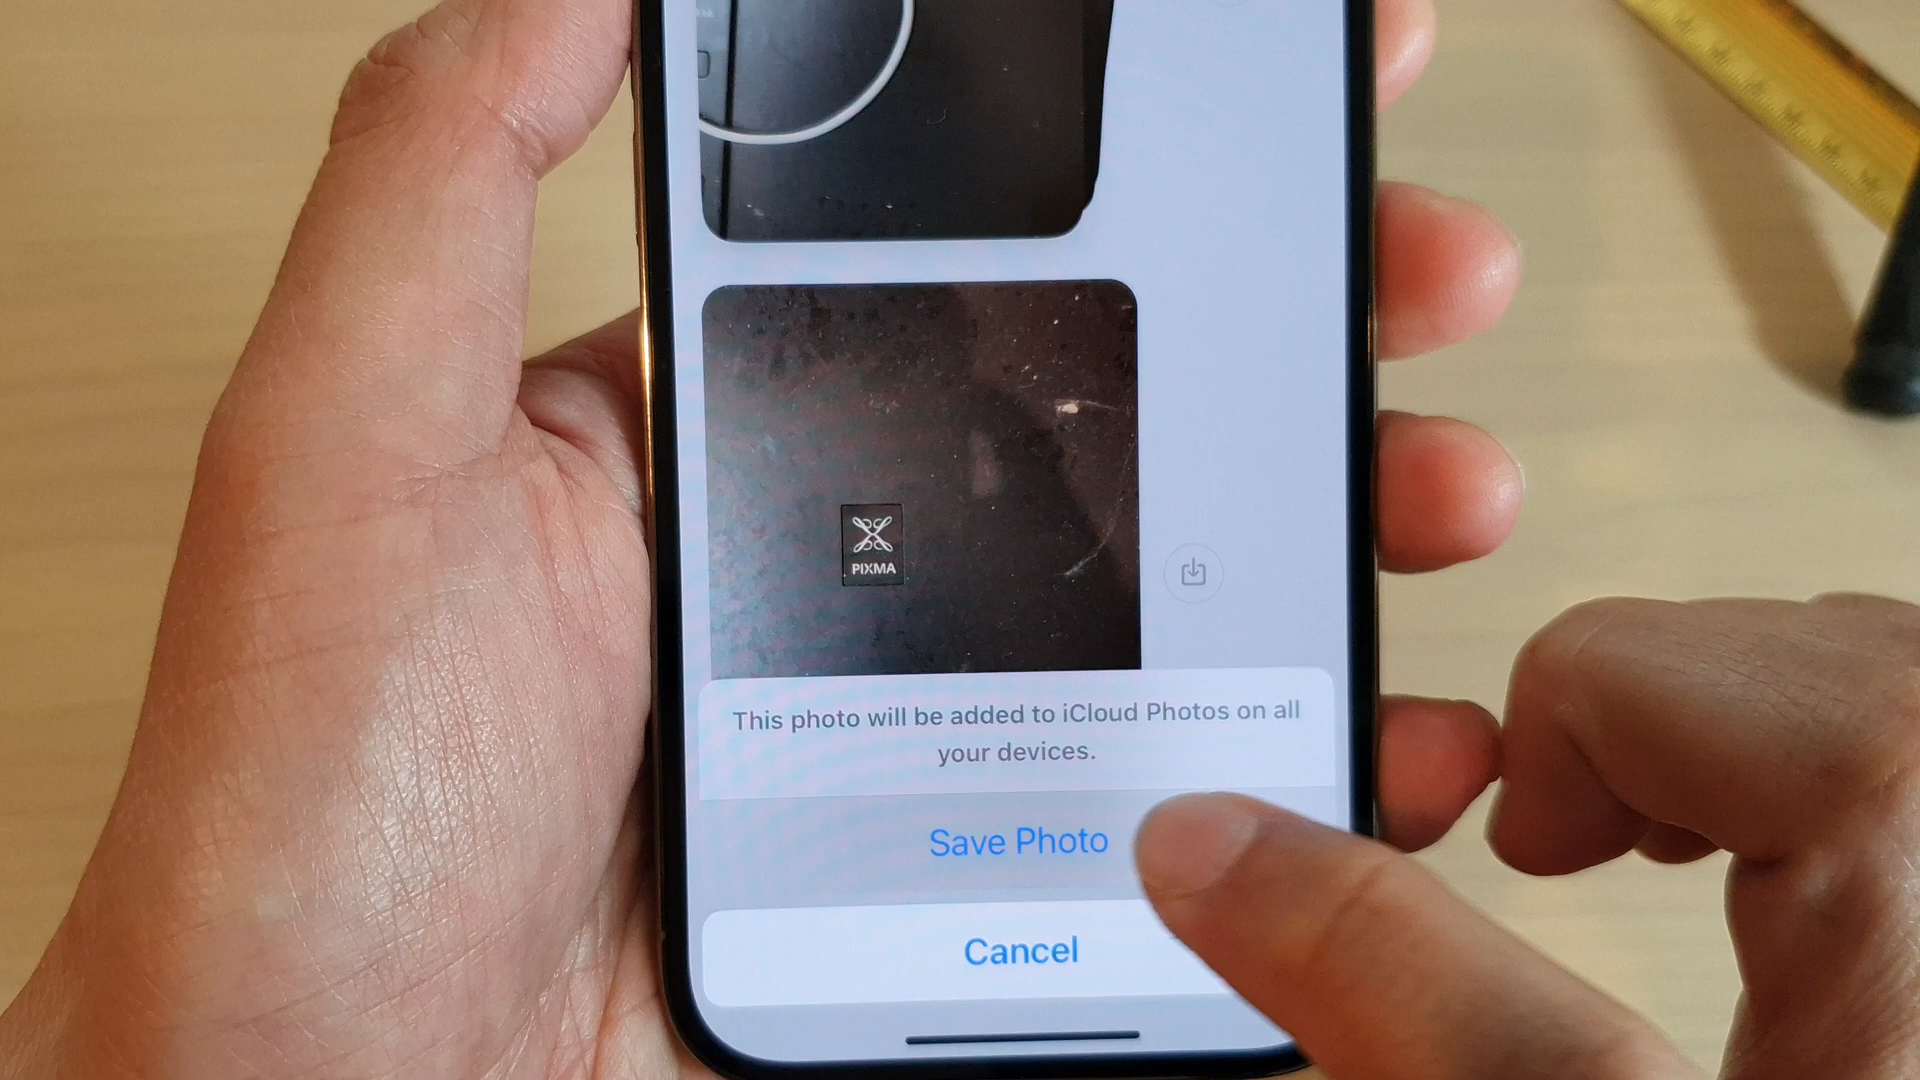 PIXMA
This photo will be added to iCloud Photos on all
your devices.
Save Photo
Cancel